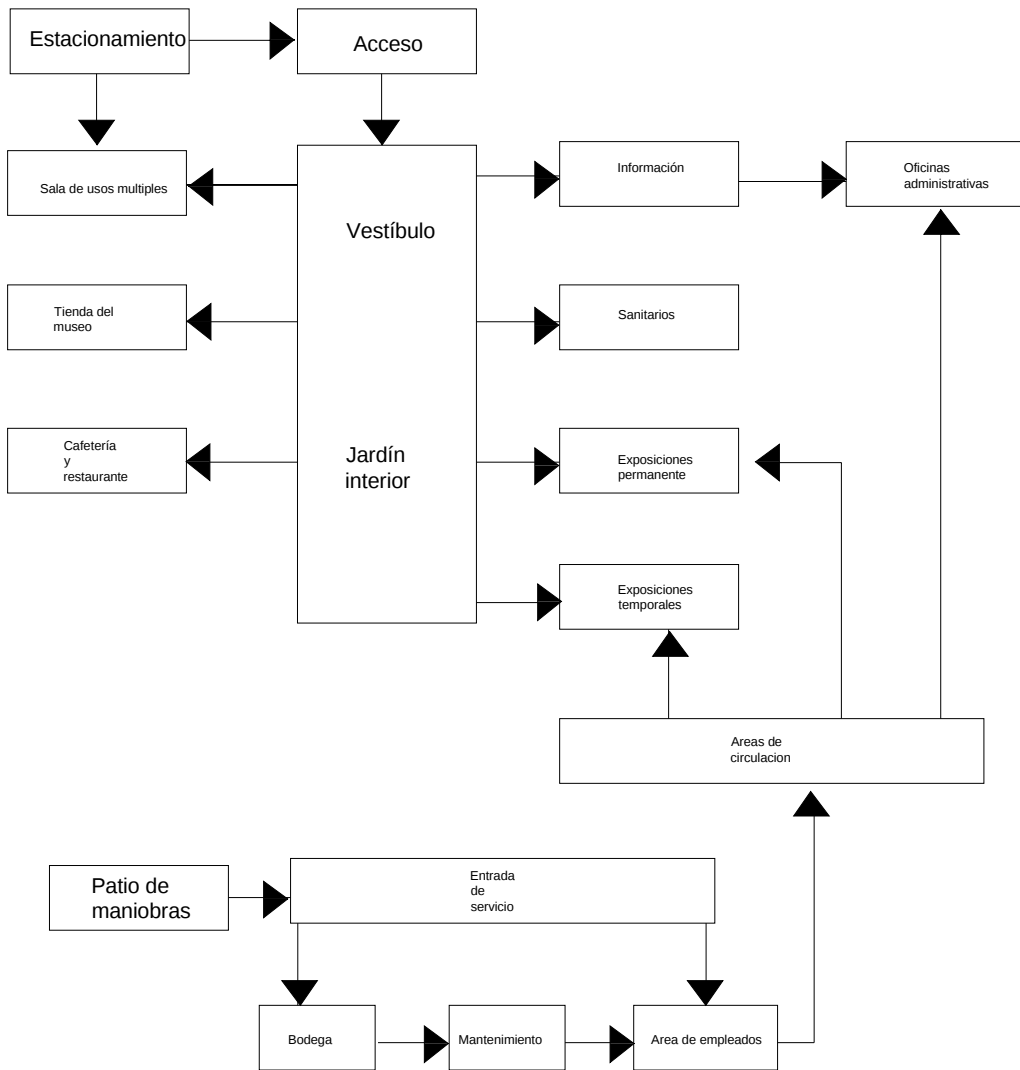 Estacionamiento
Acceso
Sala de usos multiples
Vestíbulo
Información
Oficinas
administrativas
Tienda del
museo
Sanitarios
Cafetería
y
restaurante
Jardín
interior
Exposiciones
permanente
Exposiciones
temporales
Areas de
circulacion
Patio de
maniobras
Entrada
de
servicio
Bodega
Mantenimiento
Area de empleados